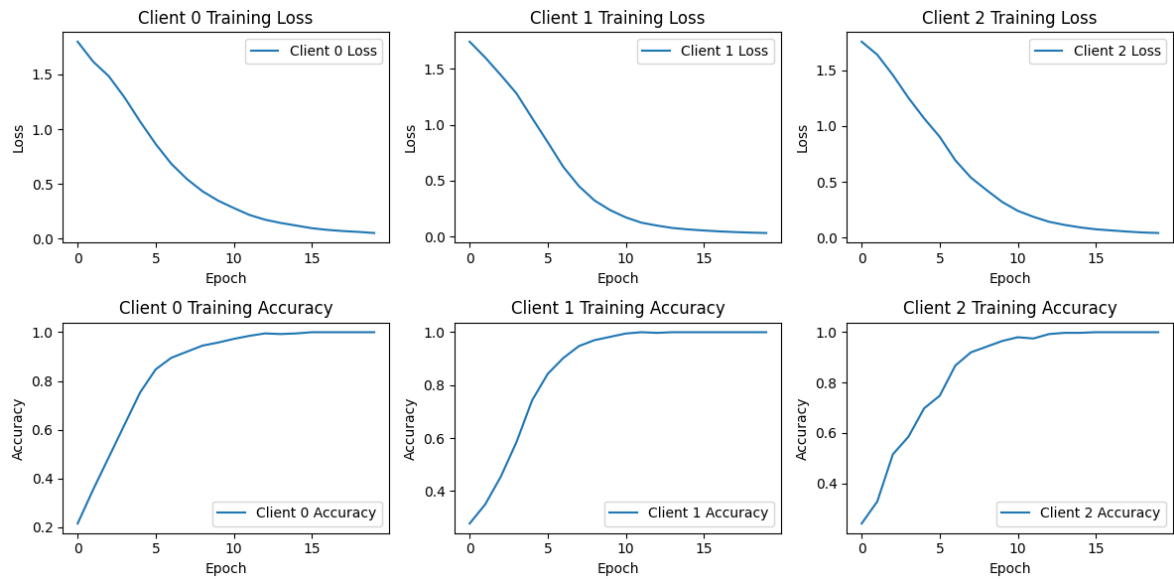 Client 0 Training Loss
Client 0 Loss
1.5
1.0
0.5
0.0
Loss
0 5 10 15
Epoch
Client 1 Training Loss
Client 1 Loss
1.5
1.0
0.5
0.0
Loss
0 5 10 15
Epoch
Client 2 Training Loss
Client 2 Loss
1.5
1.0
0.5
0.0
Loss
0 5 10 15
Epoch
Client 0 Training Accuracy
1.0
0.8
0.6
0.4
0.2
Accuracy
Client 0 Accuracy
0 5 10 15
Epoch
Client 1 Training Accuracy
1.0
0.8
0.6
0.4
Accuracy
Client 1 Accuracy
0 5 10 15
Epoch
Client 2 Training Accuracy
1.0
0.8
0.6
0.4
Accuracy
Client 2 Accuracy
0 5 10 15
Epoch